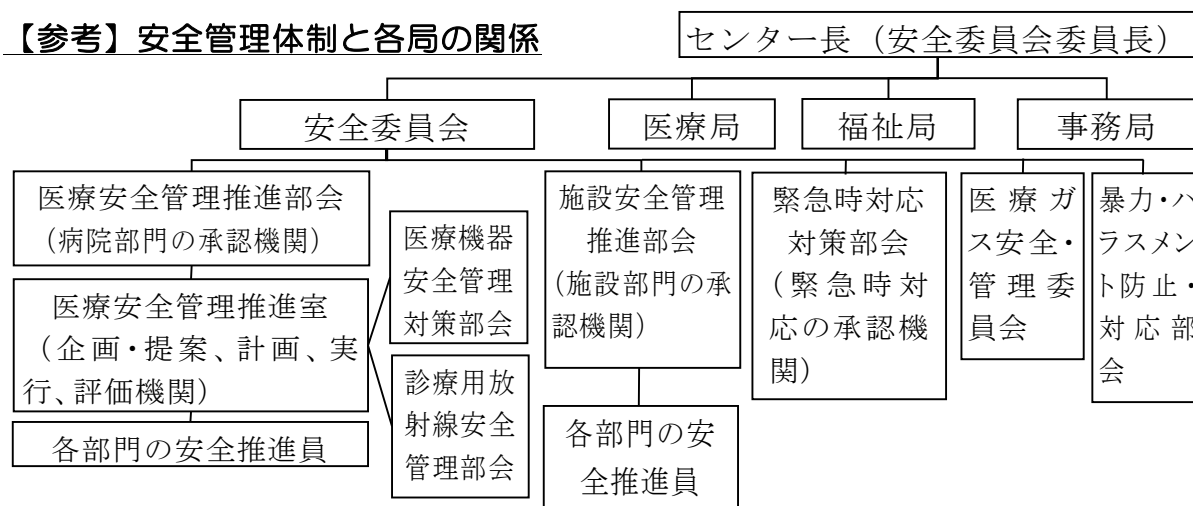 【参考】安全管理体制と各局の関係
センター長（安全委員会委員長）
安全委員会
医療局
福祉局
事務局
医療安全管理推進部会
（病院部門の承認機関）
医療安全管理推進室
（企画・提案、計画、実
行、評価機関）
各部門の安全推進員
医療機器
安全管理
対策部会
診療用放
射線安全
管理部会
施設安全管理
推進部会
（施設部門の承
認機関）
各部門の安
全推進員
緊急時対応
対策部会
（緊急時対
応の承認機
関）
医療ガ
ス安全・
管理委
員会
暴力・ハ
ラスメン
ト防止・
対応部
会